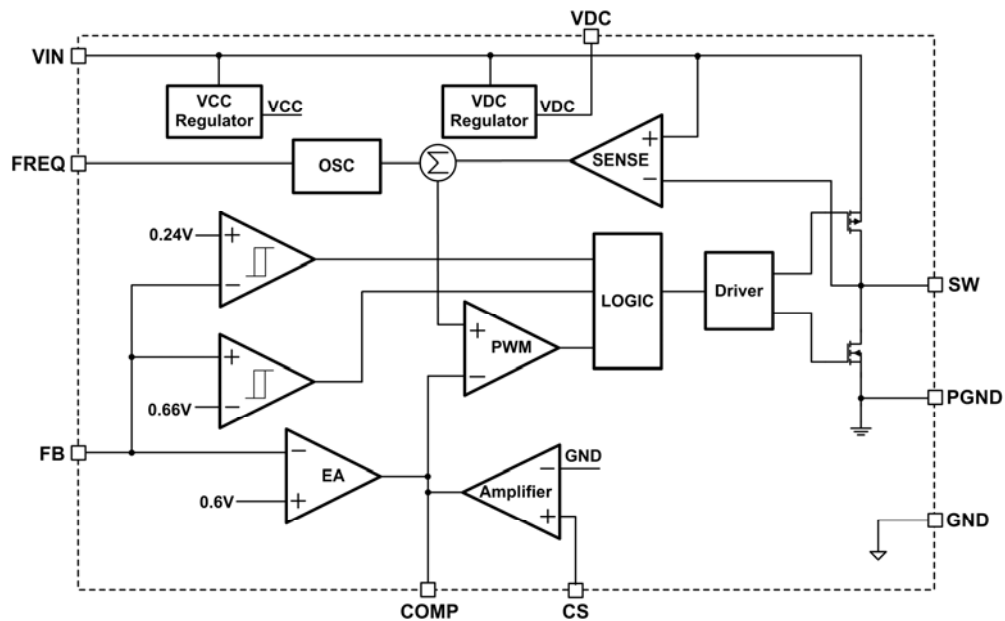 VDC
VIN
VCC
Regulator
VCC
VDC
Regulator
VDC
FREQ
OSC
Σ
+
SENSE
−
0.24V
+
−
LOGIC
Driver
SW
+
PWM
−
+
0.66V
−
PGND
FB
−
EA
0.6V
+
GND
−
Amplifier
+
GND
COMP
CS